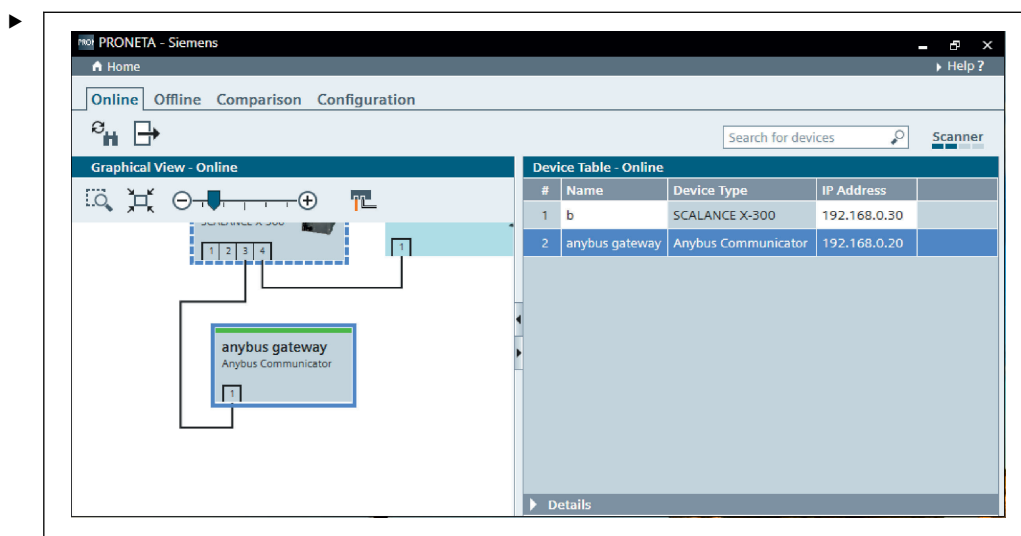 PRONETA - Siemens
Home
Help ?
Online Offline Comparison Configuration
Search for devices
Scanner
Graphical View - Online
SCALANCE X-300
1 2 3 4
1
anybus gateway
Anybus Communicator
1
Device Table - Online
# Name Device Type IP Address
1 b SCALANCE X-300 192.168.0.30
2 anybus gateway Anybus Communicator 192.168.0.20
Details